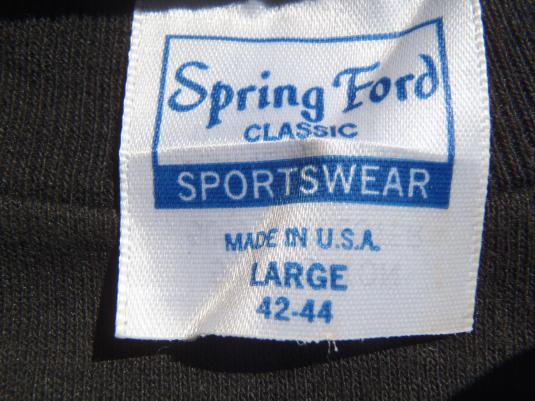 Spring Ford
CLASSIC
SPORTSWEAR
MADE IN U.S.A.
LARGE
42-44